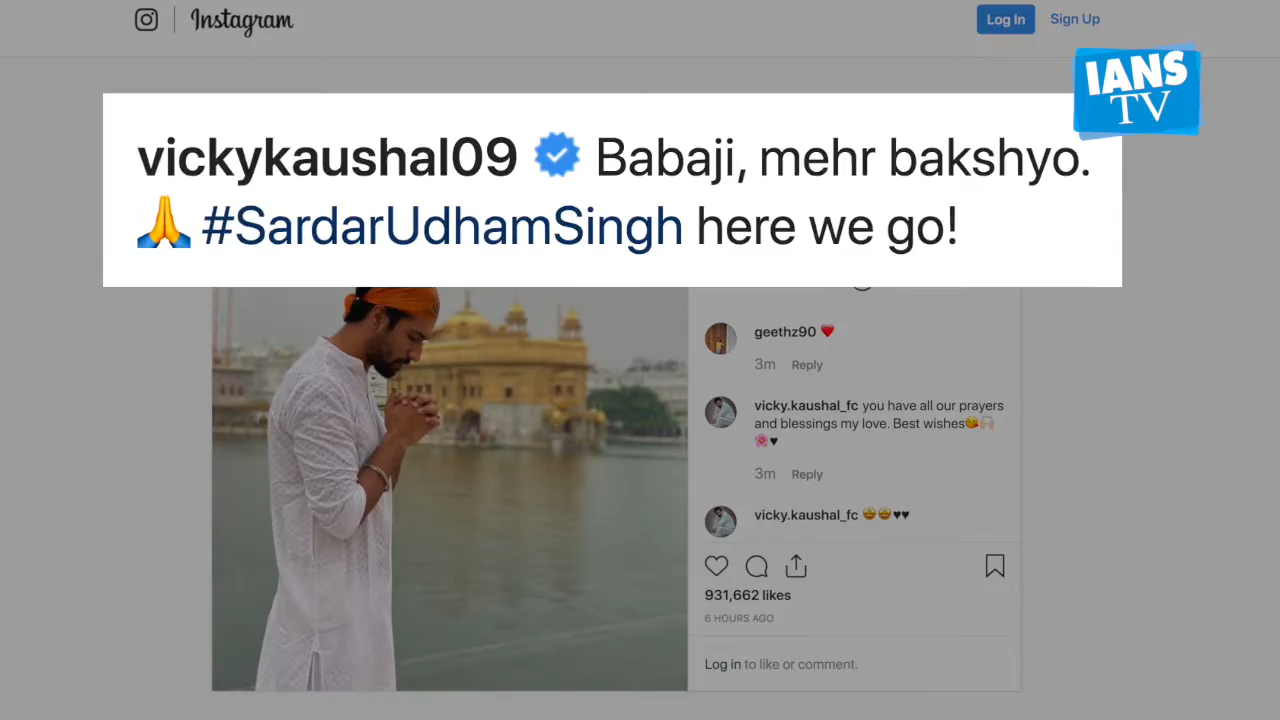 Instagram
Log In
Sign Up
IANS
TV
vickykaushal09 Babaji, mehr bakshyo.
🙏 #SardarUdhamSingh here we go!
geethz90 ❤️
3m Reply
vicky.kaushal_fc you have all our prayers
and blessings my love. Best wishes😘🙌🏻
🌸♥
3m Reply
vicky.kaushal_fc 🤩🤩♥♥
931,662 likes
6 HOURS AGO
Log in to like or comment.